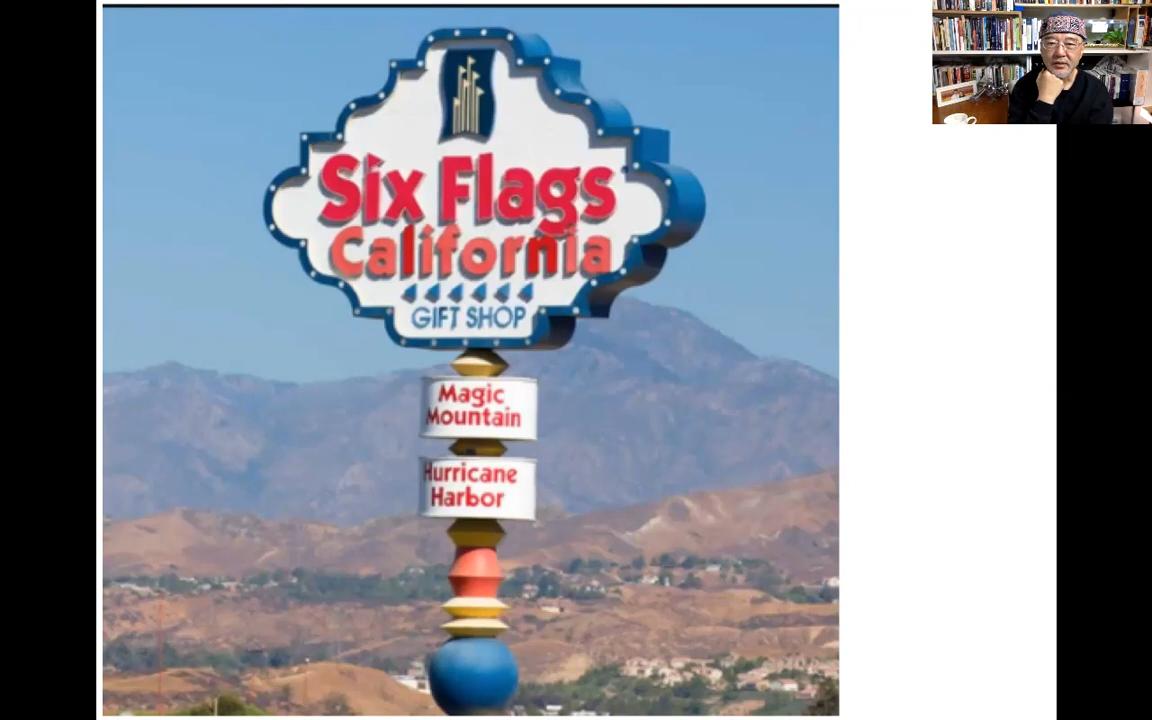 Six Flags
California
GIFT SHOP
Magic
Mountain
Hurricane
Harbor